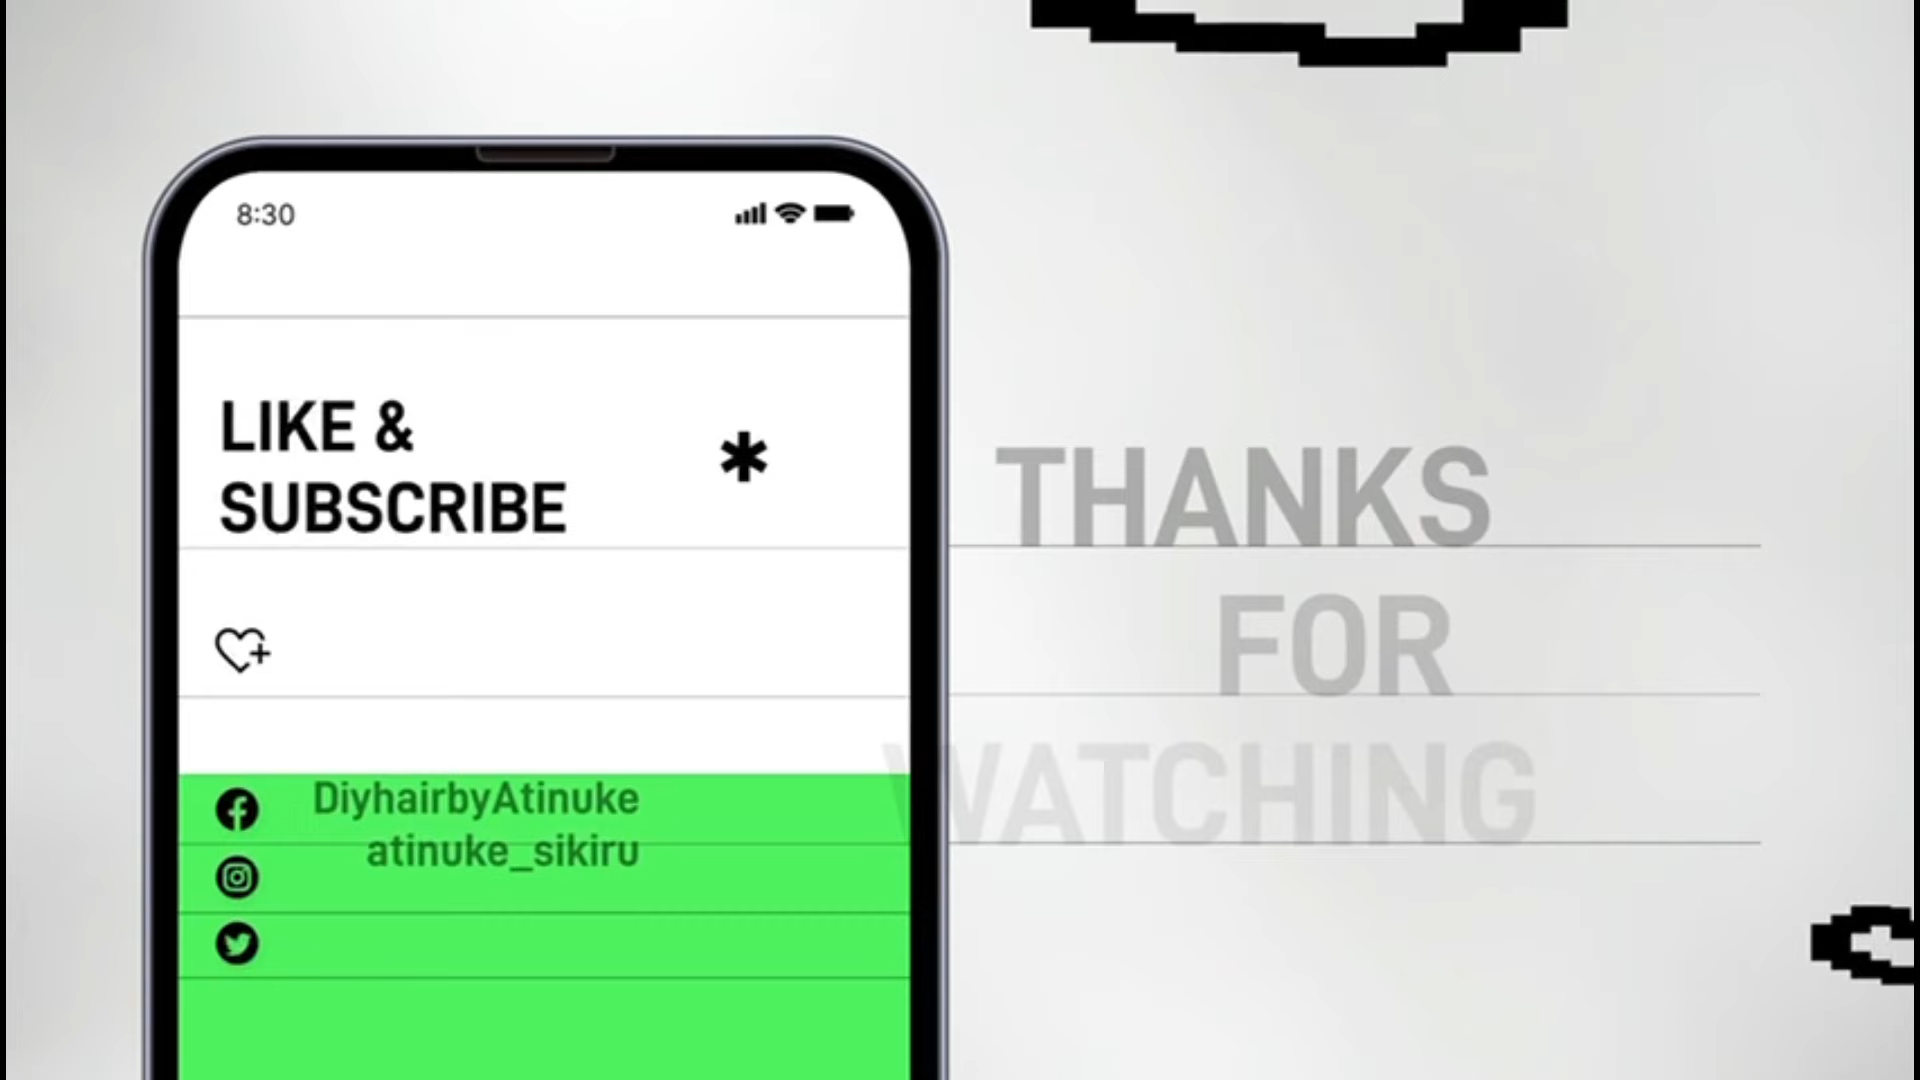 8:30
LIKE &
SUBSCRIBE
*
DiyhairbyAtinuke
atinuke_sikiru
THANKS
FOR
WATCHING